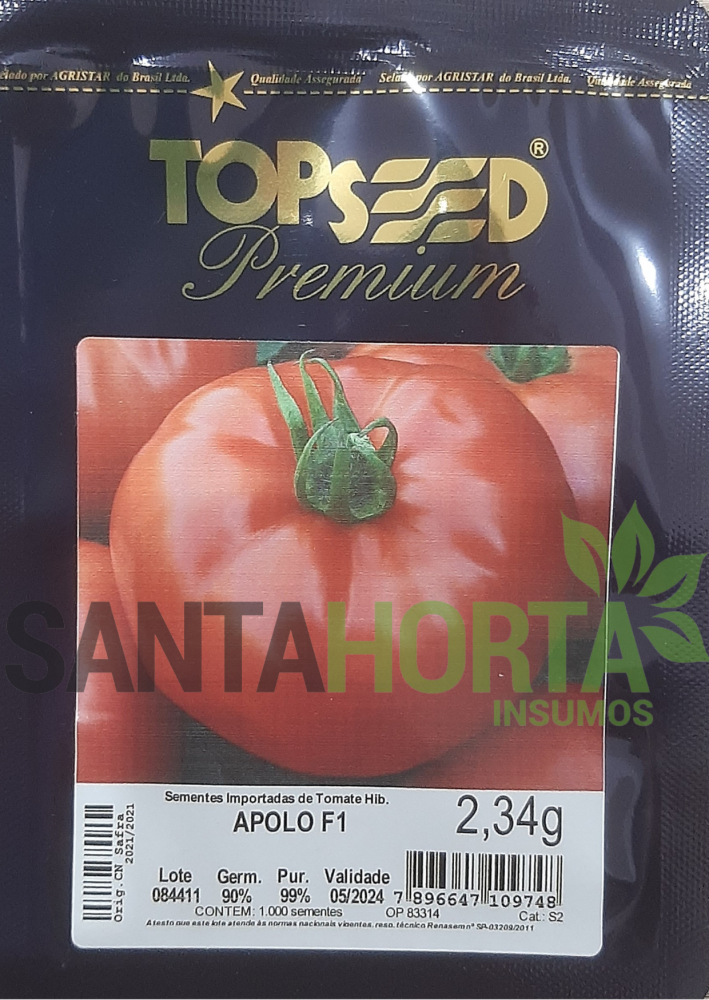 Selado por AGRISTAR do Brasil Ltda. Qualidade Assegurada Selado por AGRISTAR do Brasil Ltda. Qualidade Assegurada
TOPSEED®
Premium
SANTAHORTA
INSUMOS
Sementes Importadas de Tomate Hib.
APOLO F1
2,34g
Orig.CN Safra
2021/2021
Lote Germ. Pur. Validade
084411 90% 99% 05/2024
7 896647 109748
CONTEM: 1.000 sementes OP 83314 Cat.: S2
Atesto que este lote atende às normas nacionais vigentes. resp. técnico Renasem nº SP-03209/2011